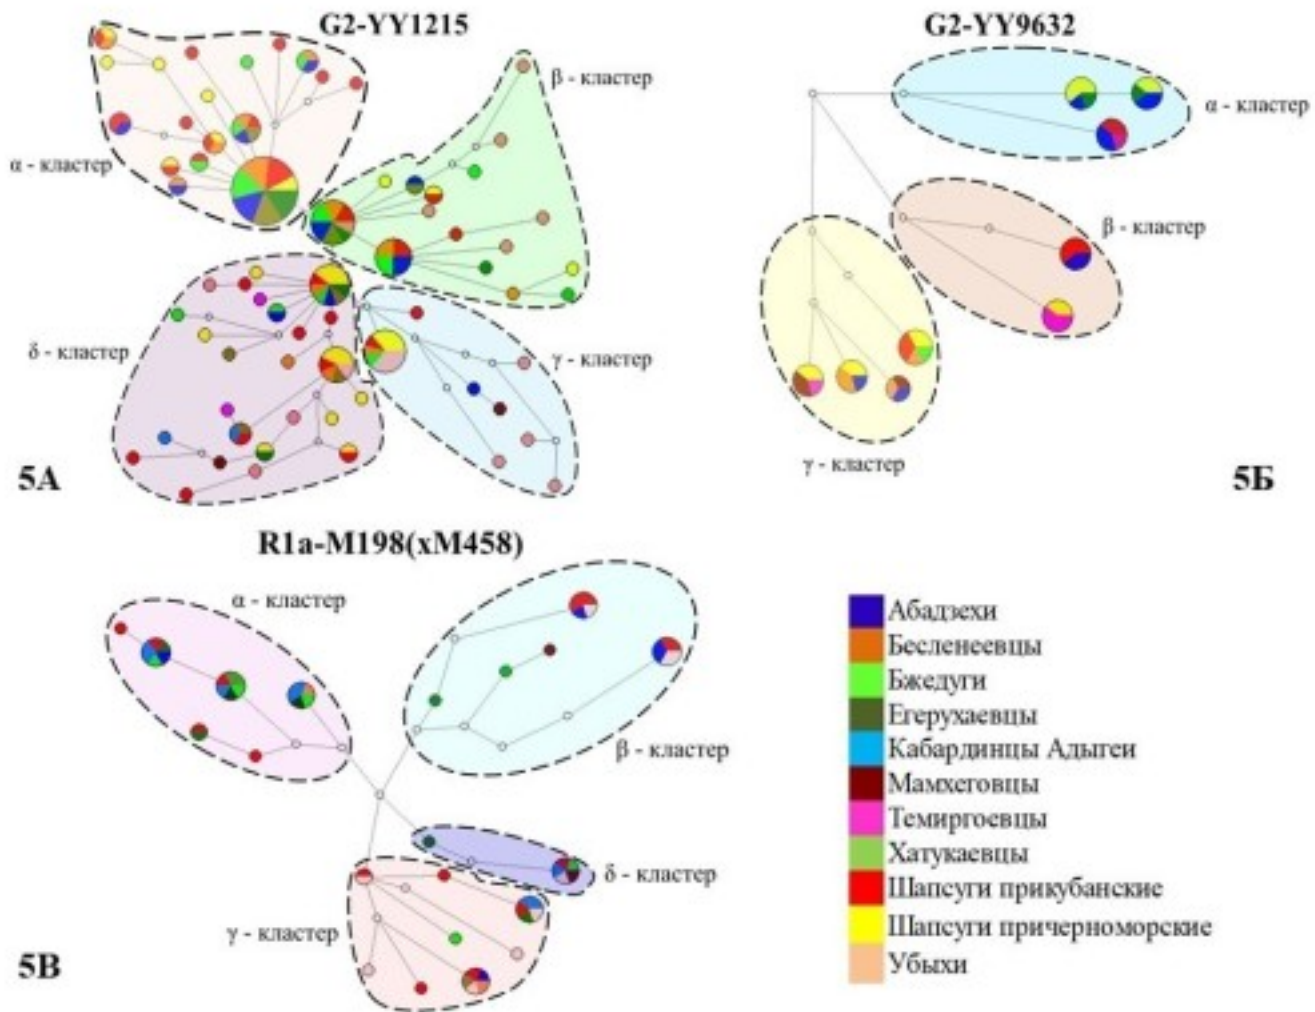 G2-YY1215
β - кластер
α - кластер
δ - кластер
γ - кластер
5А
G2-YY9632
α - кластер
β - кластер
γ - кластер
5Б
R1a-M198(xM458)
α - кластер
β - кластер
δ - кластер
γ - кластер
5В
Абадзехи
Бесленеевцы
Бжедуги
Егерухаевцы
Кабардинцы Адыгеи
Мамхеговцы
Темиргоевцы
Хатукаевцы
Шапсуги прикубанские
Шапсуги причерноморские
Убыхи